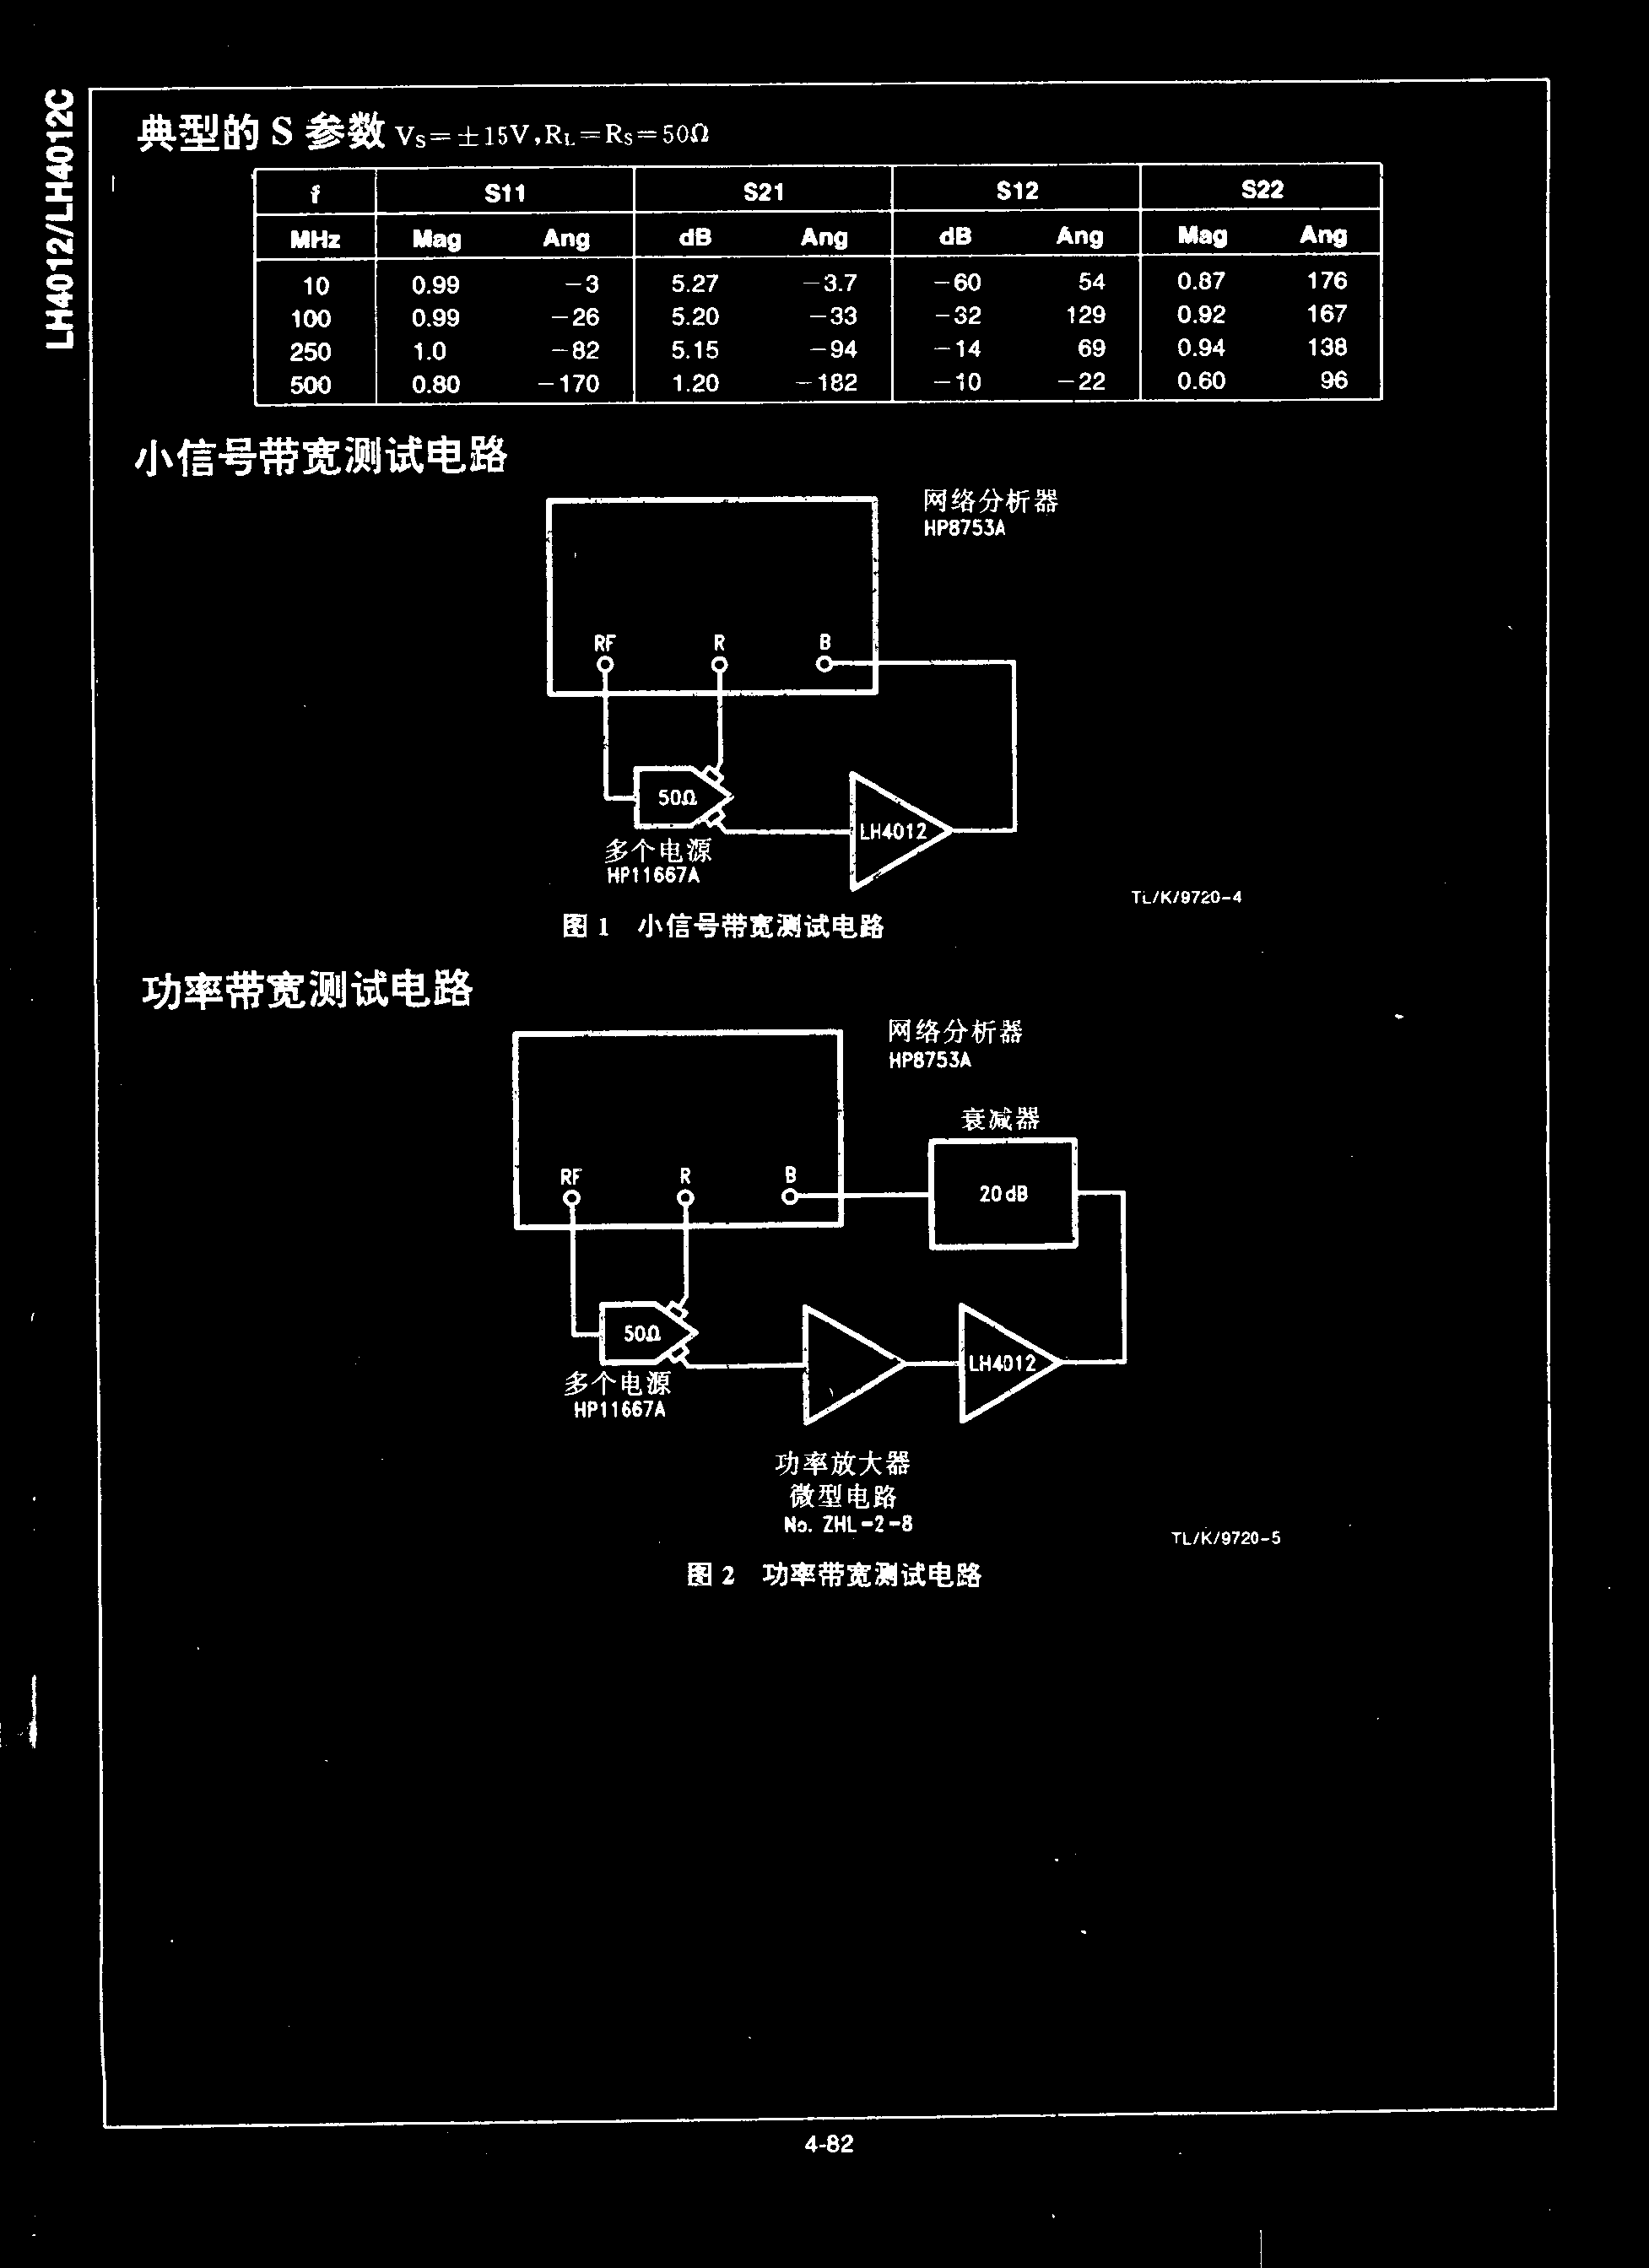 LH4012/LH4012C
典型的 S 参数 VS=±15V,RL=RS=50Ω
f S11 S21 S12 S22
MHz Mag Ang dB Ang dB Ang Mag Ang
10 0.99 −3 5.27 −3.7 −60 54 0.87 176
100 0.99 −26 5.20 −33 −32 129 0.92 167
250 1.0 −82 5.15 −94 −14 69 0.94 138
500 0.80 −170 1.20 −182 −10 −22 0.60 96
小信号带宽测试电路
网络分析器
HP8753A
RF R B
50Ω
LH4012
多个电源
HP11667A
TL/K/9720-4
图 1 小信号带宽测试电路
功率带宽测试电路
网络分析器
HP8753A
衰减器
RF R B
20 dB
50Ω
LH4012
多个电源
HP11667A
功率放大器
微型电路
No. ZHL-2-8
TL/K/9720-5
图 2 功率带宽测试电路
4-82